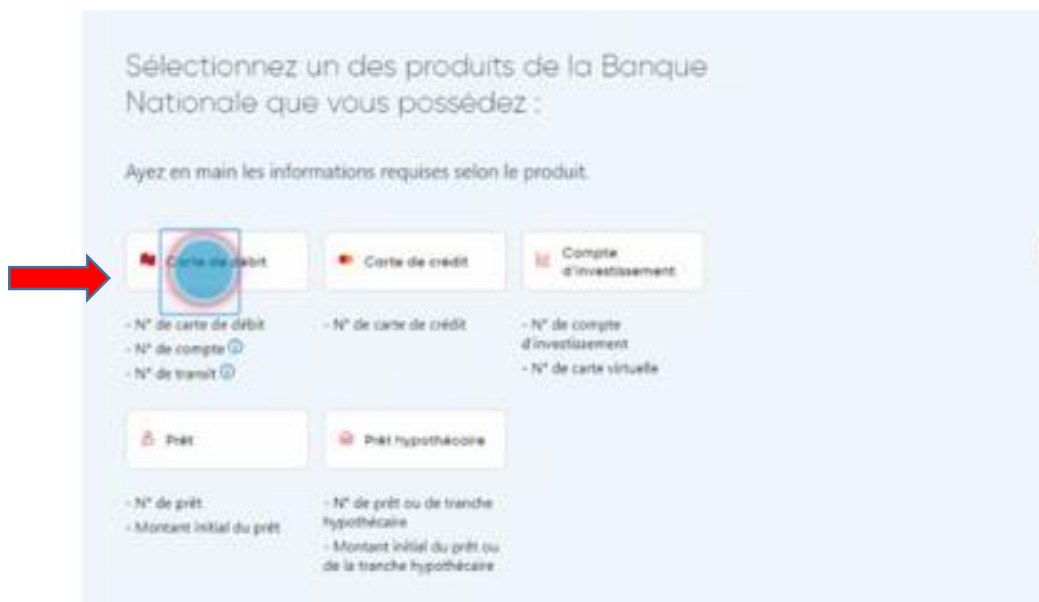 Sélectionnez un des produits de la Banque
Nationale que vous possédez :
Ayez en main les informations requises selon le produit.
Carte de débit
Carte de crédit
Compte
d'investissement
- N° de carte de débit
- N° de compte
- N° de transit
- N° de carte de crédit
- N° de compte
d'investissement
- N° de carte virtuelle
Prêt
Prêt hypothécaire
- N° de prêt
- Montant initial du prêt
- N° de prêt ou de tranche
hypothécaire
- Montant initial du prêt ou
de la tranche hypothécaire